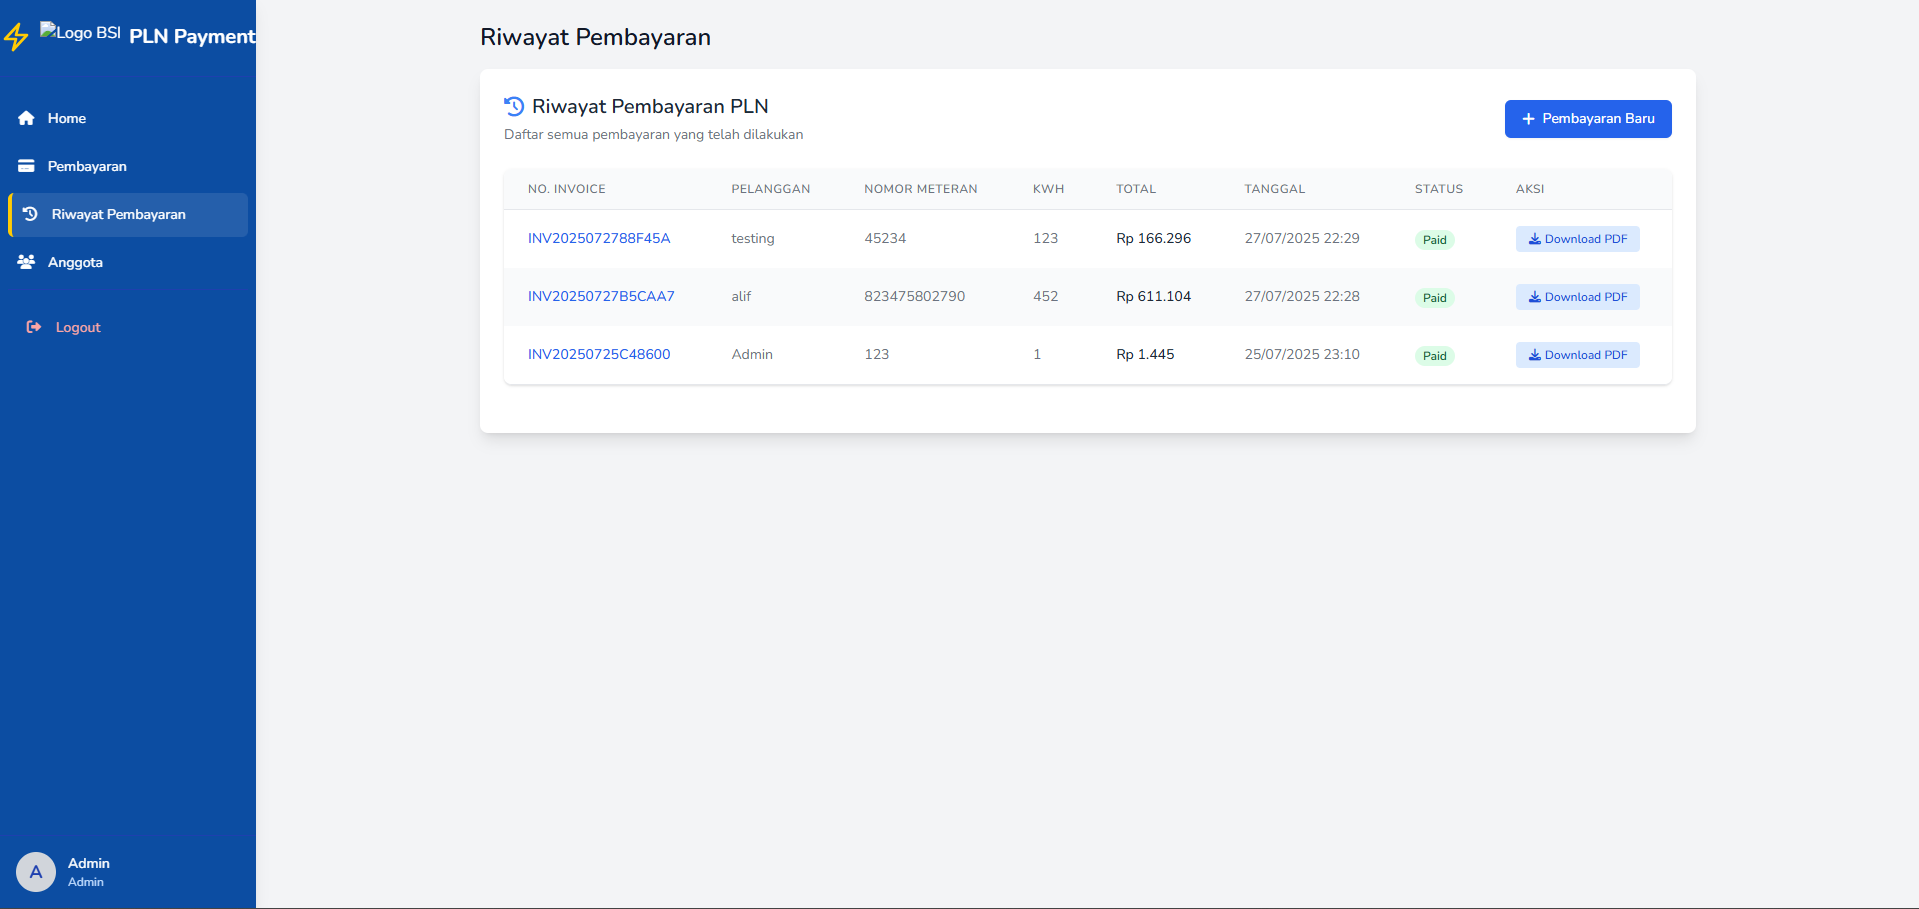 Logo BSI PLN Payment
Home
Pembayaran
Riwayat Pembayaran
Anggota
Logout
Admin
A
Admin
Riwayat Pembayaran
Riwayat Pembayaran PLN
Daftar semua pembayaran yang telah dilakukan
Pembayaran Baru
NO. INVOICE PELANGGAN NOMOR METERAN KWH TOTAL TANGGAL STATUS AKSI
INV2025072788F45A testing 45234 123 Rp 166.296 27/07/2025 22:29 Paid Download PDF
INV20250727B5CAA7 alif 823475802790 452 Rp 611.104 27/07/2025 22:28 Paid Download PDF
INV20250725C48600 Admin 123 1 Rp 1.445 25/07/2025 23:10 Paid Download PDF